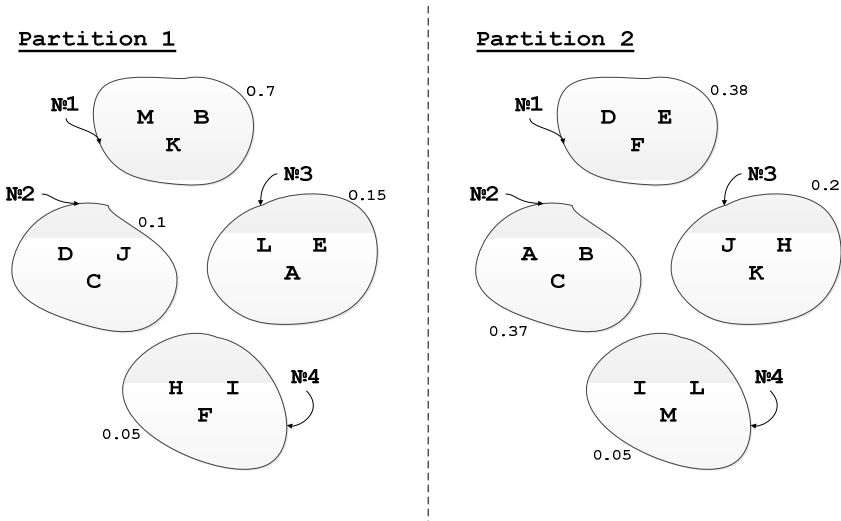 Partition 1
0.7
№1
M B
K
№2
0.1
D J
C
№3
0.15
L E
A
H I
F
№4
0.05
Partition 2
0.38
№1
D E
F
№2
A B
C
0.37
№3
0.2
J H
K
I L
M
№4
0.05